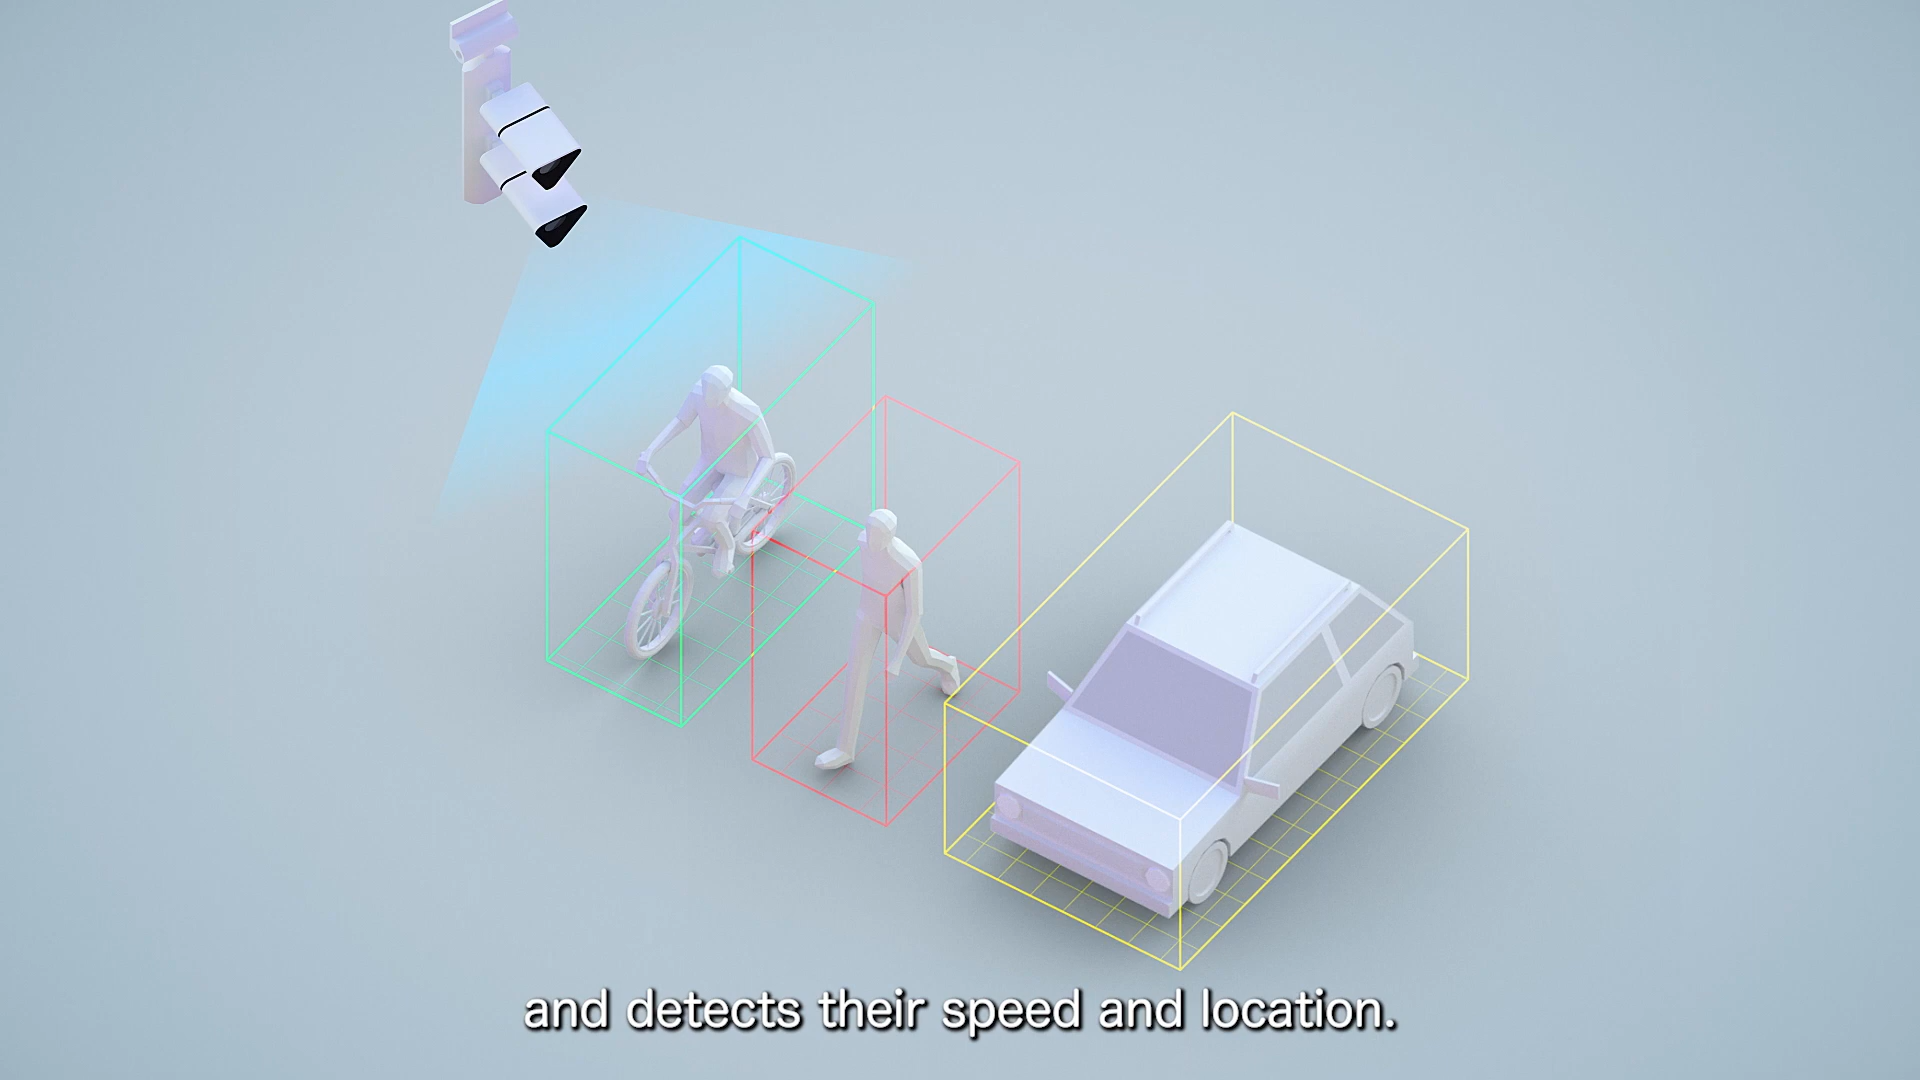 and detects their speed and location.